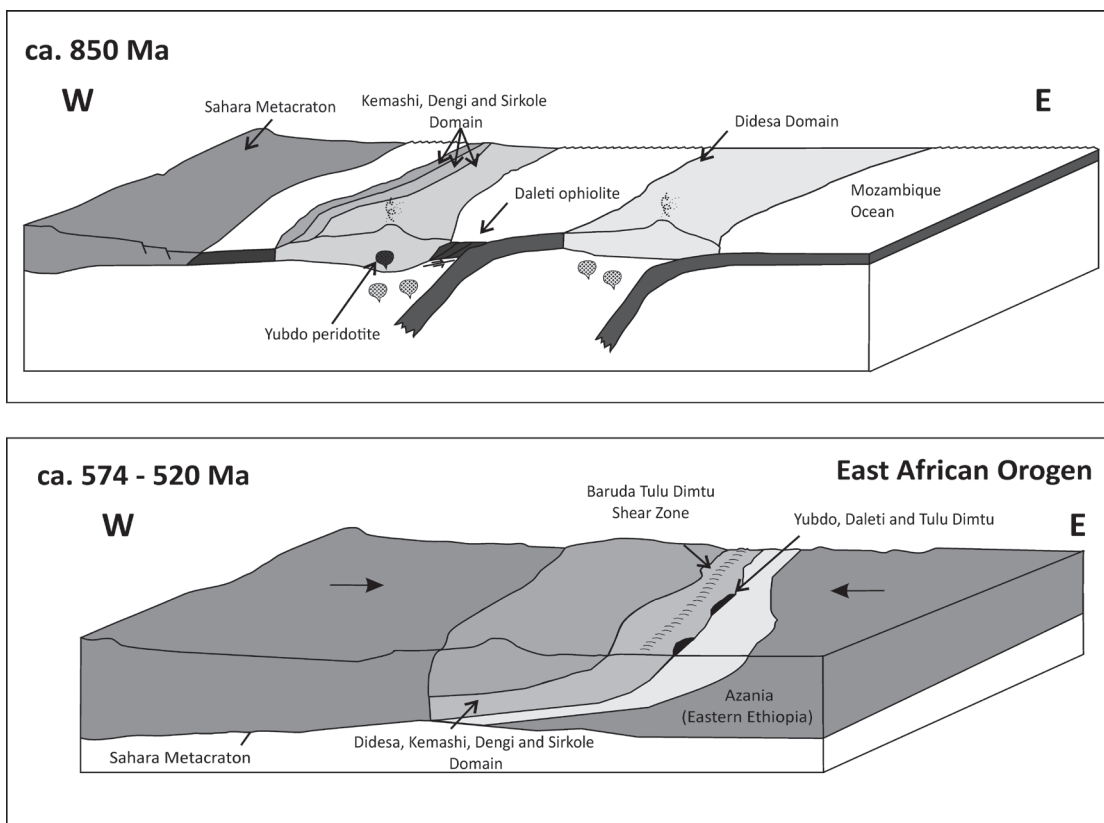 ca. 850 Ma
W
E
Sahara Metacraton
Kemashi, Dengi and Sirkole
Domain
Didesa Domain
Daleti ophiolite
Mozambique
Ocean
Yubdo peridotite
ca. 574 - 520 Ma
East African Orogen
W
E
Baruda Tulu Dimtu
Shear Zone
Yubdo, Daleti and Tulu Dimtu
Azania
(Eastern Ethiopia)
Didesa, Kemashi, Dengi and Sirkole
Domain
Sahara Metacraton